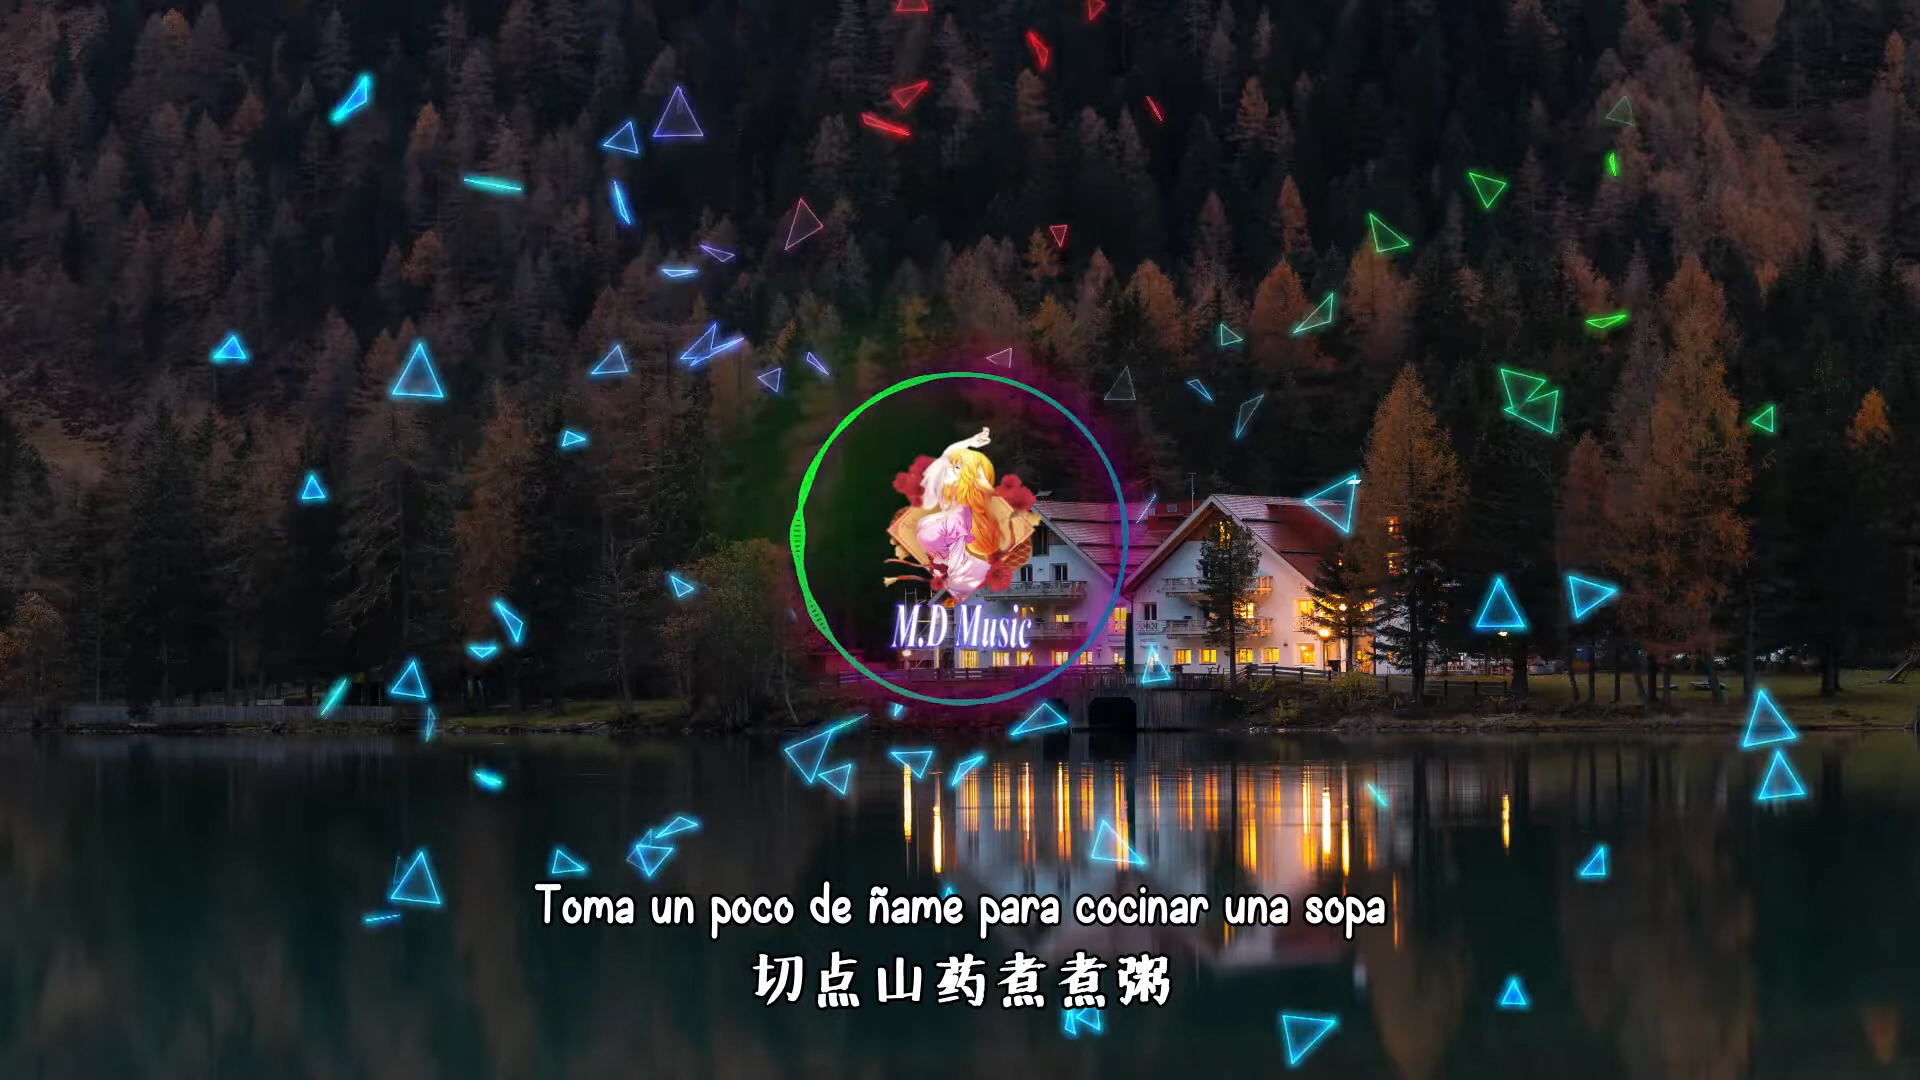 M.D Music
Toma un poco de ñame para cocinar una sopa
切点山药煮煮粥